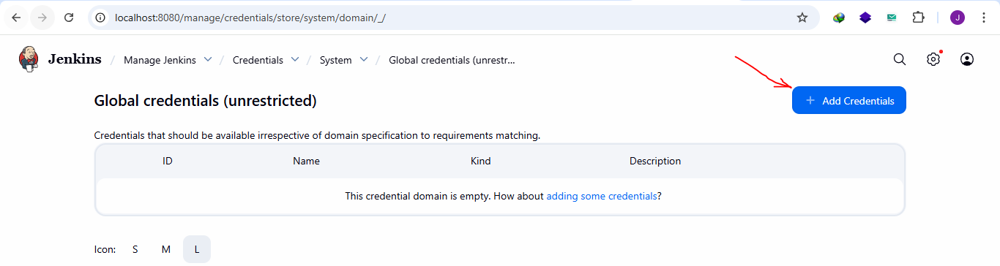 localhost:8080/manage/credentials/store/system/domain/_/
J
Jenkins / Manage Jenkins / Credentials / System / Global credentials (unrestr...
Global credentials (unrestricted)
+ Add Credentials
Credentials that should be available irrespective of domain specification to requirements matching.
ID Name Kind Description
This credential domain is empty. How about adding some credentials?
Icon: S M L